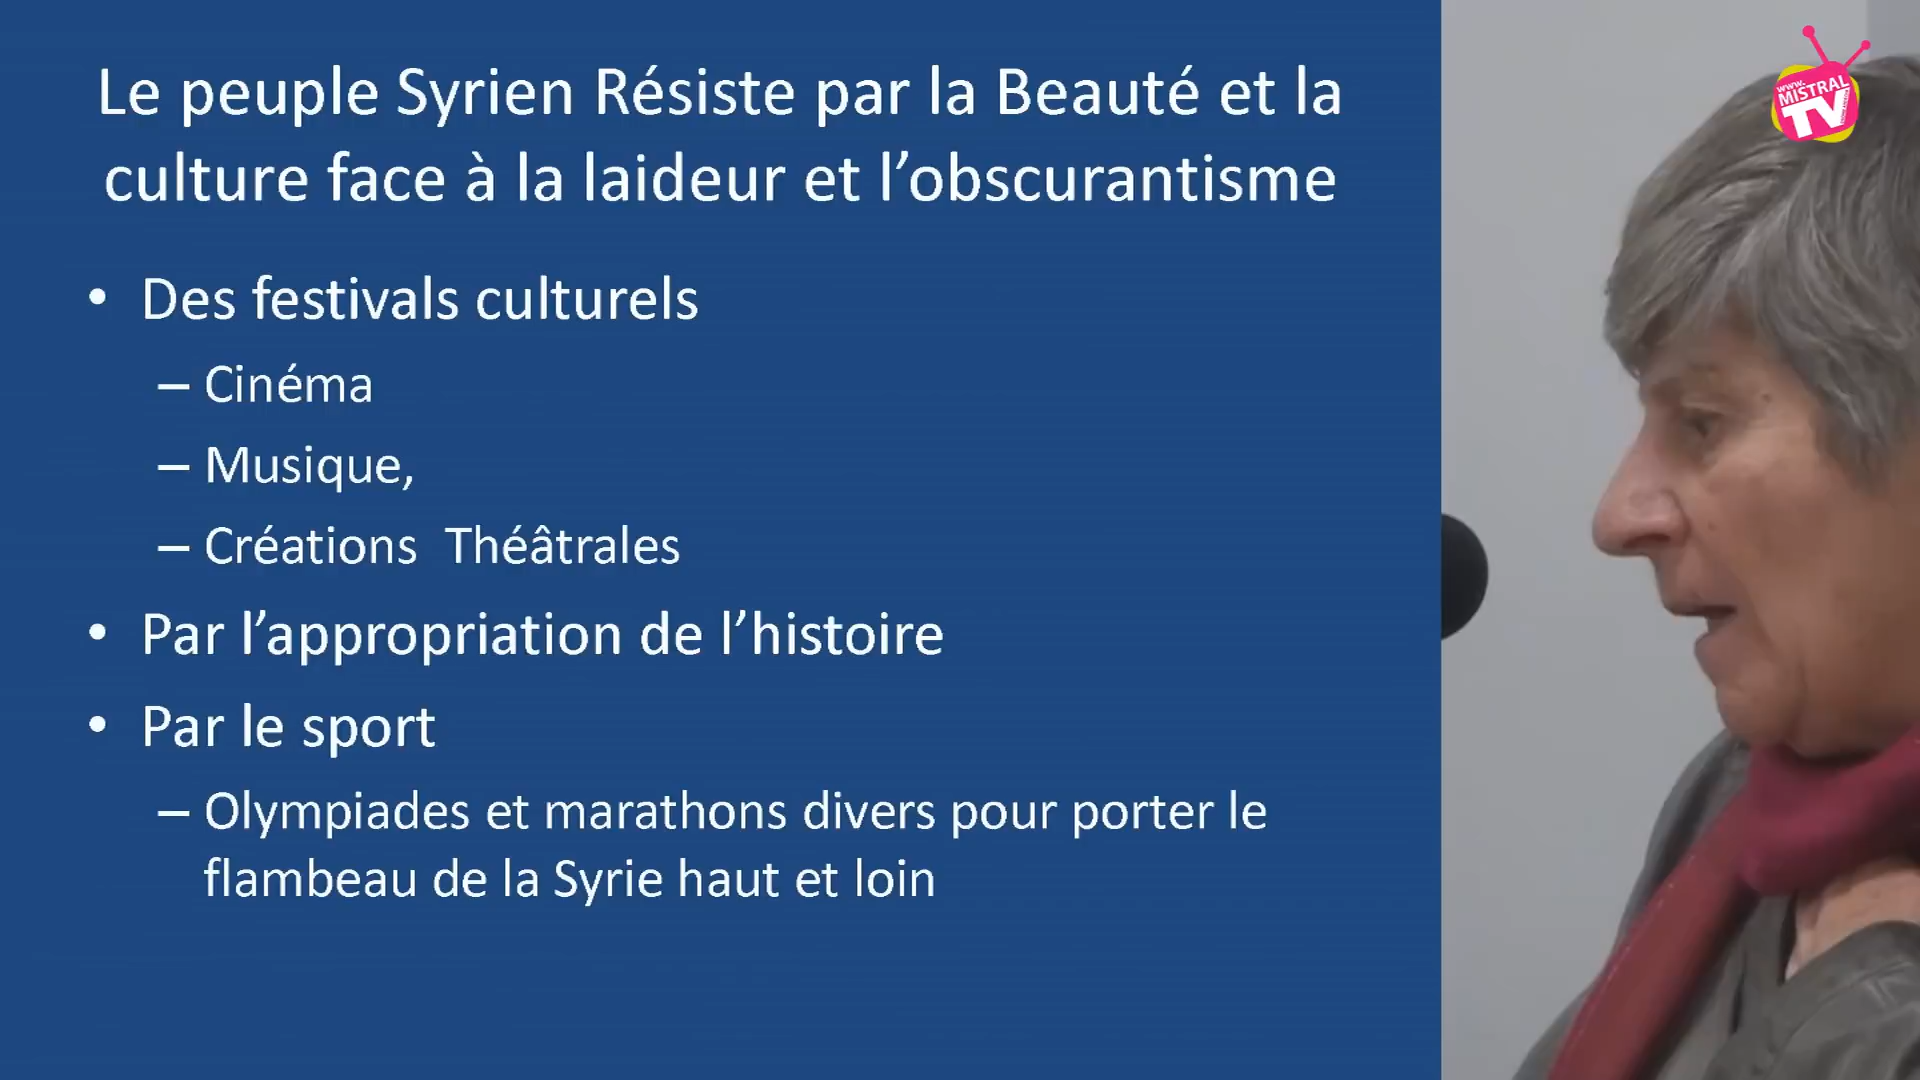 Le peuple Syrien Résiste par la Beauté et la
culture face à la laideur et l’obscurantisme
• Des festivals culturels
– Cinéma
– Musique,
– Créations  Théâtrales
• Par l’appropriation de l’histoire
• Par le sport
– Olympiades et marathons divers pour porter le
flambeau de la Syrie haut et loin
www.
MISTRAL
TV